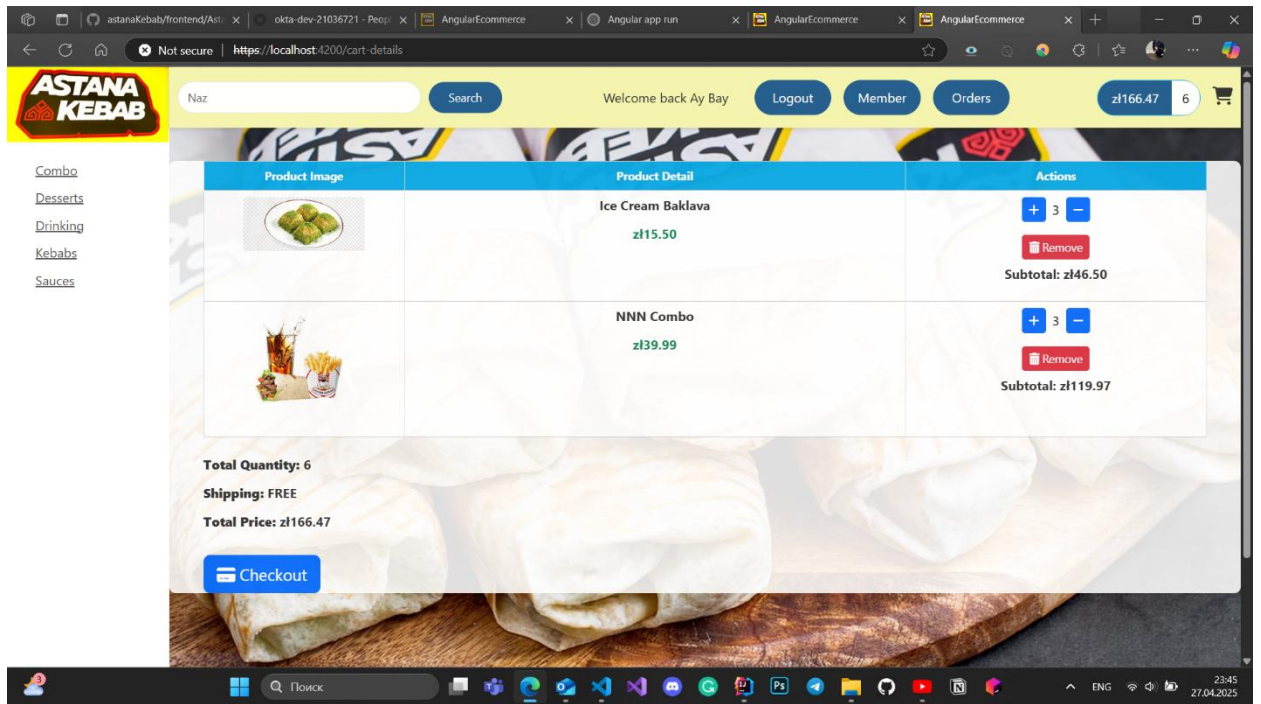 astanaKebab/frontend/Asta
okta-dev-21036721 - Peopl
AngularEcommerce
Angular app run
AngularEcommerce
AngularEcommerce
Not secure
https://localhost:4200/cart-details
ASTANA
KEBAB
Naz
Search
Welcome back Ay Bay
Logout
Member
Orders
zł166.47
6
Combo
Desserts
Drinking
Kebabs
Sauces
Product Image
Product Detail
Actions
Ice Cream Baklava
zł15.50
+ 3 −
Remove
Subtotal: zł46.50
NNN Combo
zł39.99
+ 3 −
Remove
Subtotal: zł119.97
Total Quantity: 6
Shipping: FREE
Total Price: zł166.47
Checkout
3
Поиск
Ps
ENG
23:45
27.04.2025